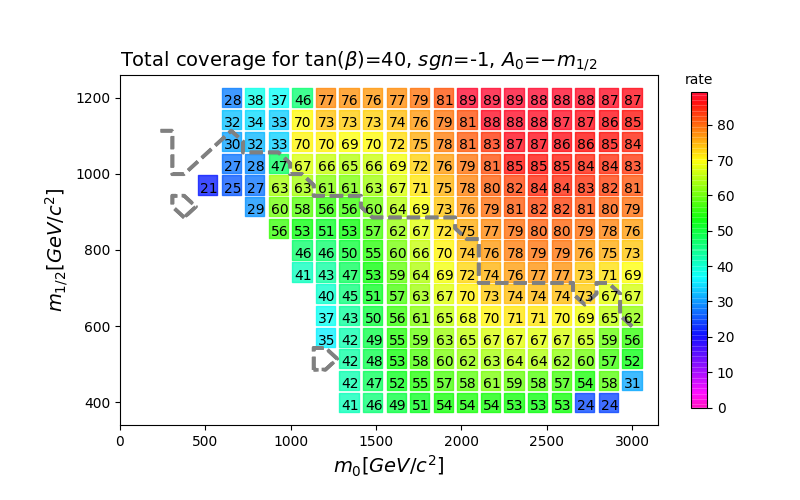 Total coverage for tan(β)=40, sgn=-1, A₀=−m₁/₂
rate
1200
28 38 37 46 77 76 76 77 79 81 89 89 89 88 88 88 87 87
32 34 33 70 73 73 73 74 76 79 81 88 88 88 87 87 86 85
30 32 33 70 70 69 70 72 75 78 81 83 87 87 86 86 85 84
27 28 47 67 66 65 66 69 72 76 79 81 85 85 85 84 84 83
1000
21 25 27 63 63 61 61 63 67 71 75 78 80 82 84 84 83 82 81
29 60 58 56 56 60 64 69 73 76 79 81 82 82 81 80 79
56 53 51 53 57 62 67 72 75 77 79 80 80 79 78 76
800
46 46 50 55 60 66 70 74 76 78 79 79 76 75 73
41 43 47 53 59 64 69 72 74 76 77 77 73 71 69
40 45 51 57 63 67 70 73 74 74 74 73 67 67
37 43 50 56 61 65 68 70 71 71 70 69 65 62
600
35 42 49 55 59 63 65 67 67 67 67 65 59 56
42 48 53 58 60 62 63 64 64 62 60 57 52
42 47 52 55 57 58 61 59 58 57 54 58 31
400
41 46 49 51 54 54 54 53 53 53 24 24
m₁/₂[GeV/c²]
0 500 1000 1500 2000 2500 3000
m₀[GeV/c²]
80
70
60
50
40
30
20
10
0